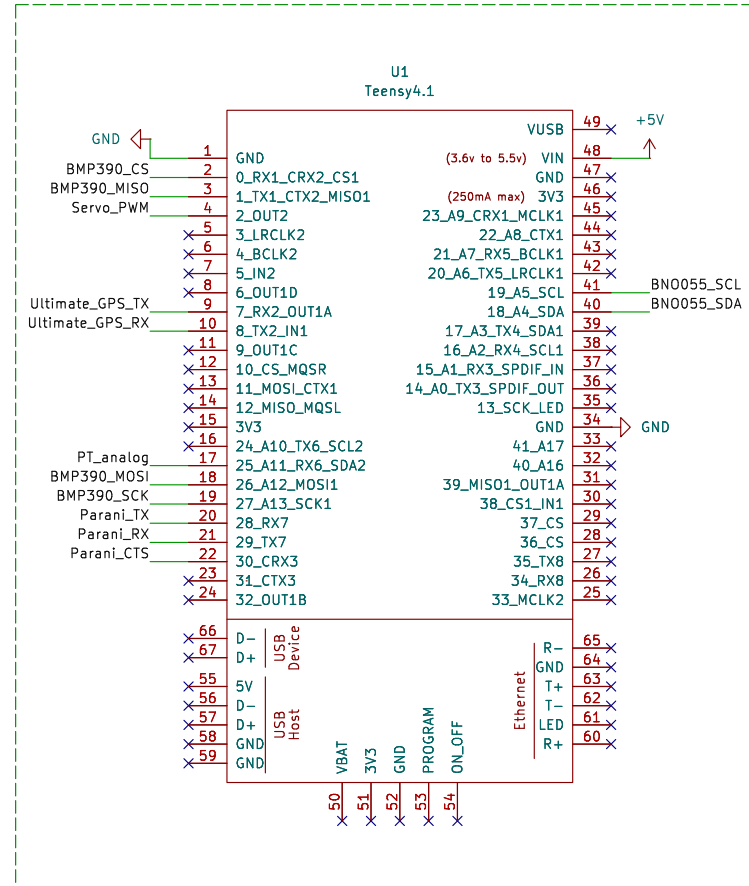 U1
Teensy4.1
GND
BMP390_CS
BMP390_MISO
Servo_PWM
Ultimate_GPS_TX
Ultimate_GPS_RX
PT_analog
BMP390_MOSI
BMP390_SCK
Parani_TX
Parani_RX
Parani_CTS
1 GND
2 0_RX1_CRX2_CS1
3 1_TX1_CTX2_MISO1
4 2_OUT2
5 3_LRCLK2
6 4_BCLK2
7 5_IN2
8 6_OUT1D
9 7_RX2_OUT1A
10 8_TX2_IN1
11 9_OUT1C
12 10_CS_MQSR
13 11_MOSI_CTX1
14 12_MISO_MQSL
15 3V3
16 24_A10_TX6_SCL2
17 25_A11_RX6_SDA2
18 26_A12_MOSI1
19 27_A13_SCK1
20 28_RX7
21 29_TX7
22 30_CRX3
23 31_CTX3
24 32_OUT1B
VUSB 49
(3.6v to 5.5v) VIN 48
GND 47
(250mA max) 3V3 46
23_A9_CRX1_MCLK1 45
22_A8_CTX1 44
21_A7_RX5_BCLK1 43
20_A6_TX5_LRCLK1 42
19_A5_SCL 41
18_A4_SDA 40
17_A3_TX4_SDA1 39
16_A2_RX4_SCL1 38
15_A1_RX3_SPDIF_IN 37
14_A0_TX3_SPDIF_OUT 36
13_SCK_LED 35
GND 34
41_A17 33
40_A16 32
39_MISO1_OUT1A 31
38_CS1_IN1 30
37_CS 29
36_CS 28
35_TX8 27
34_RX8 26
33_MCLK2 25
+5V
BNO055_SCL
BNO055_SDA
GND
66 D-
67 D+
USB
Device
55 5V
56 D-
57 D+
58 GND
59 GND
USB
Host
Ethernet
R- 65
GND 64
T+ 63
T- 62
LED 61
R+ 60
VBAT 50
3V3 51
GND 52
PROGRAM 53
ON_OFF 54